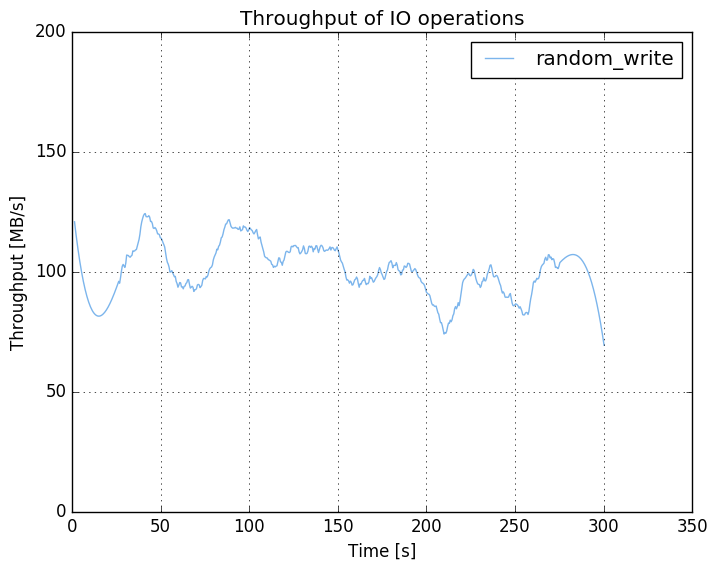 Throughput of IO operations
random_write
Throughput [MB/s]
200
150
100
50
0
0 50 100 150 200 250 300 350
Time [s]